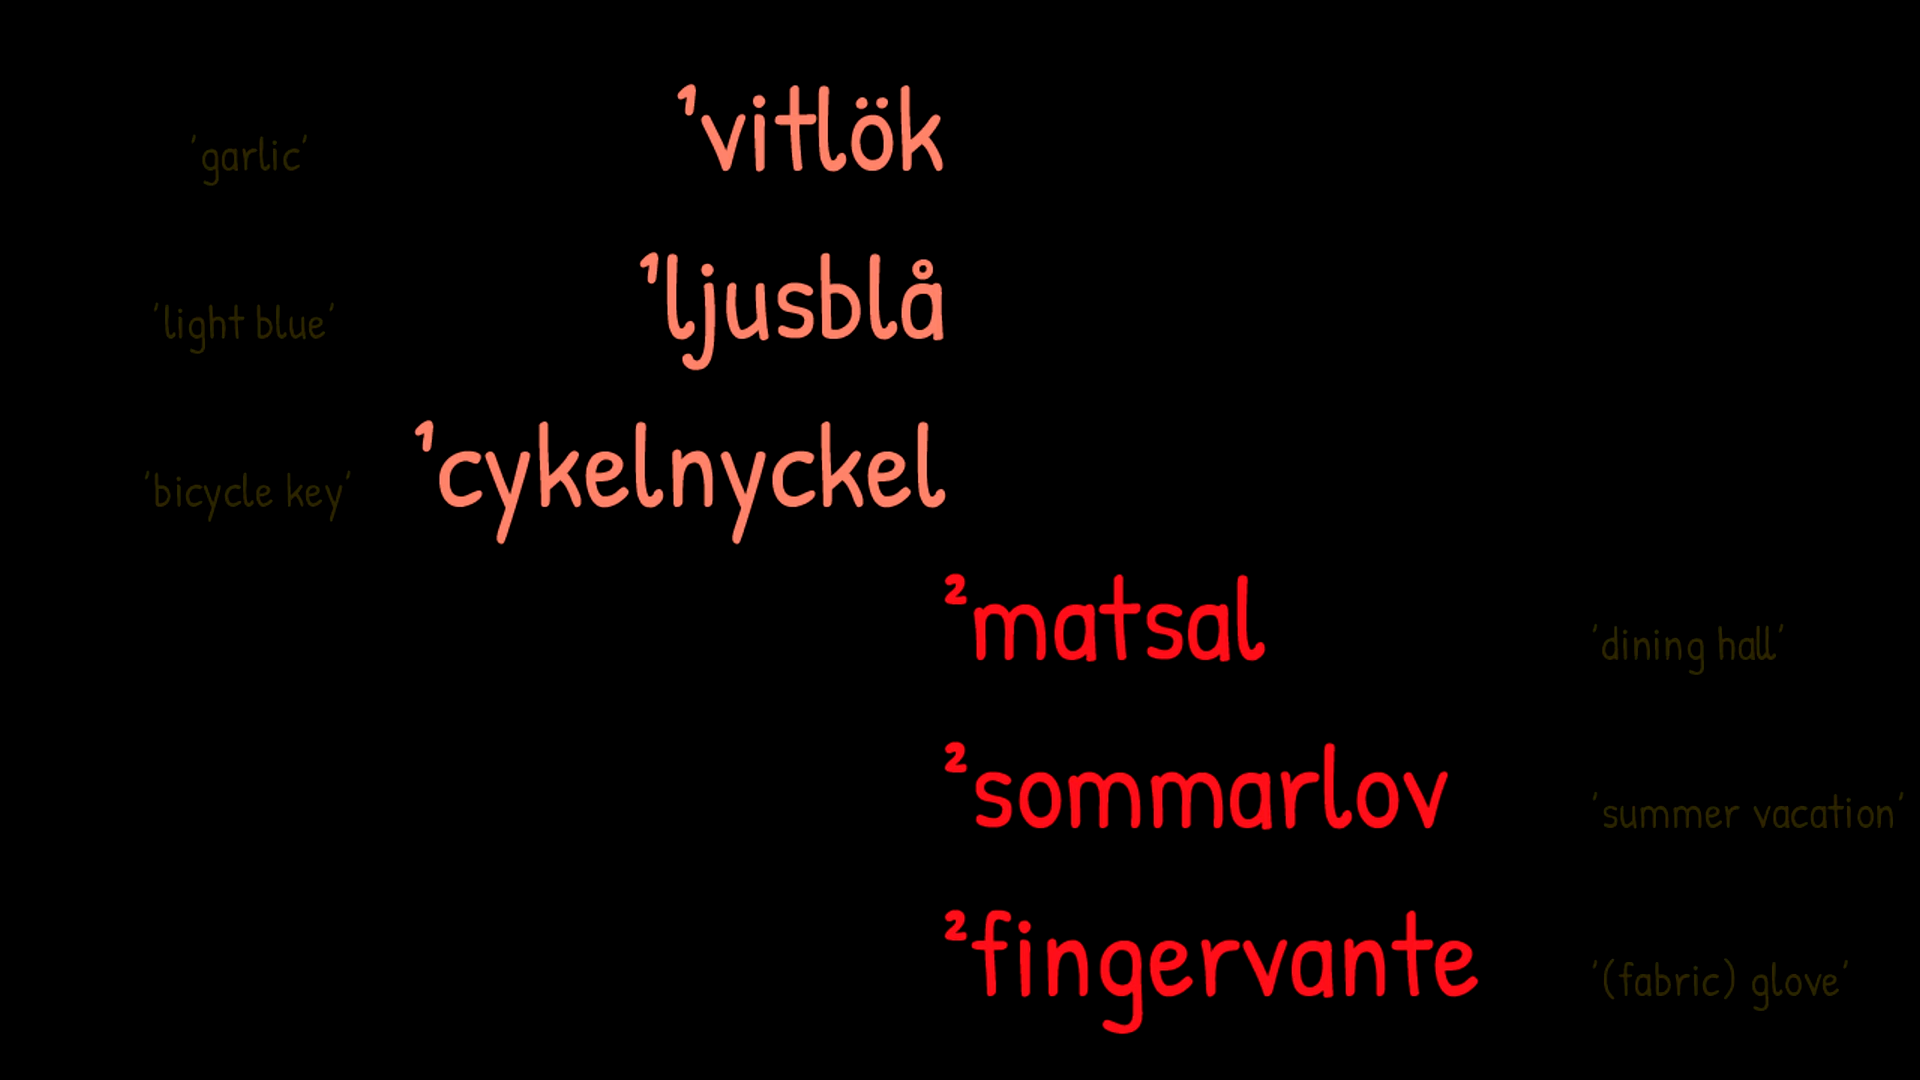 'garlic' ¹vitlök
'light blue' ¹ljusblå
'bicycle key' ¹cykelnyckel
²matsal 'dining hall'
²sommarlov 'summer vacation'
²fingervante '(fabric) glove'